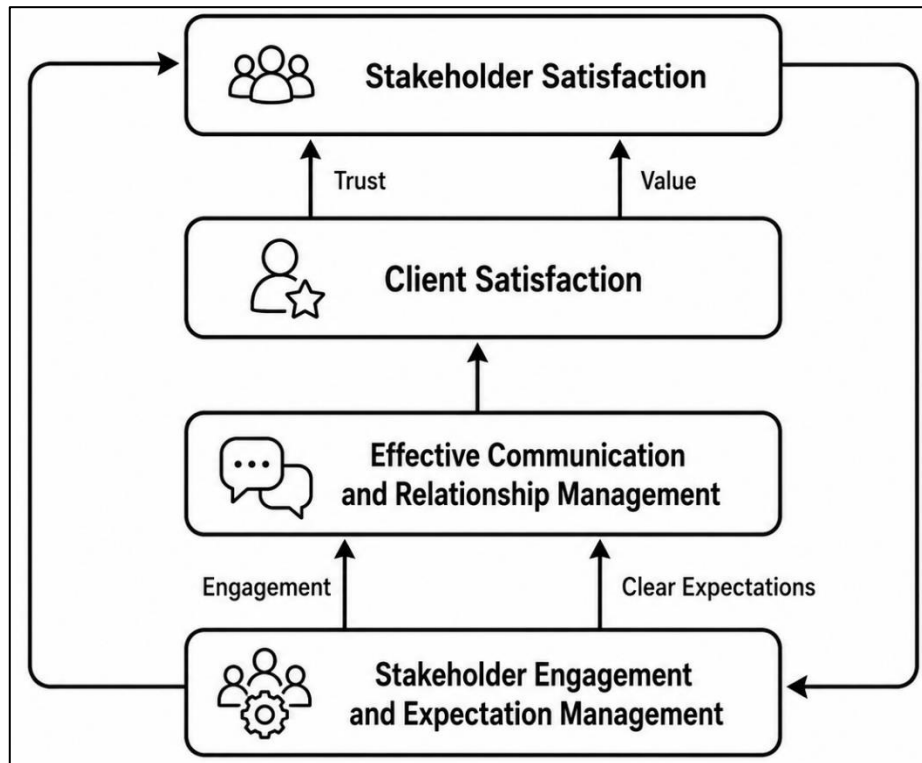 Stakeholder Satisfaction
Trust
Value
Client Satisfaction
Effective Communication
and Relationship Management
Engagement
Clear Expectations
Stakeholder Engagement
and Expectation Management